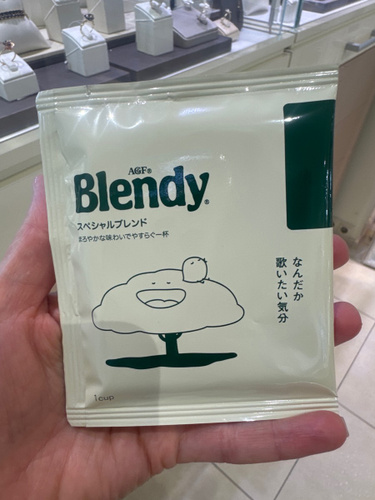 AGF®
Blendy®
スペシャルブレンド
まろやかな味わいでやすらぐ一杯
なんだか
歌いたい気分
1cup